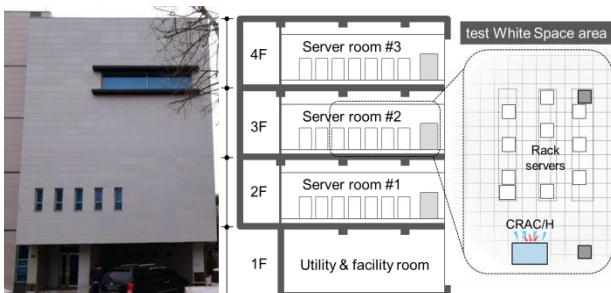 test White Space area
4F
Server room #3
3F
Server room #2
2F
Server room #1
1F
Utility & facility room
Rack
servers
CRAC/H